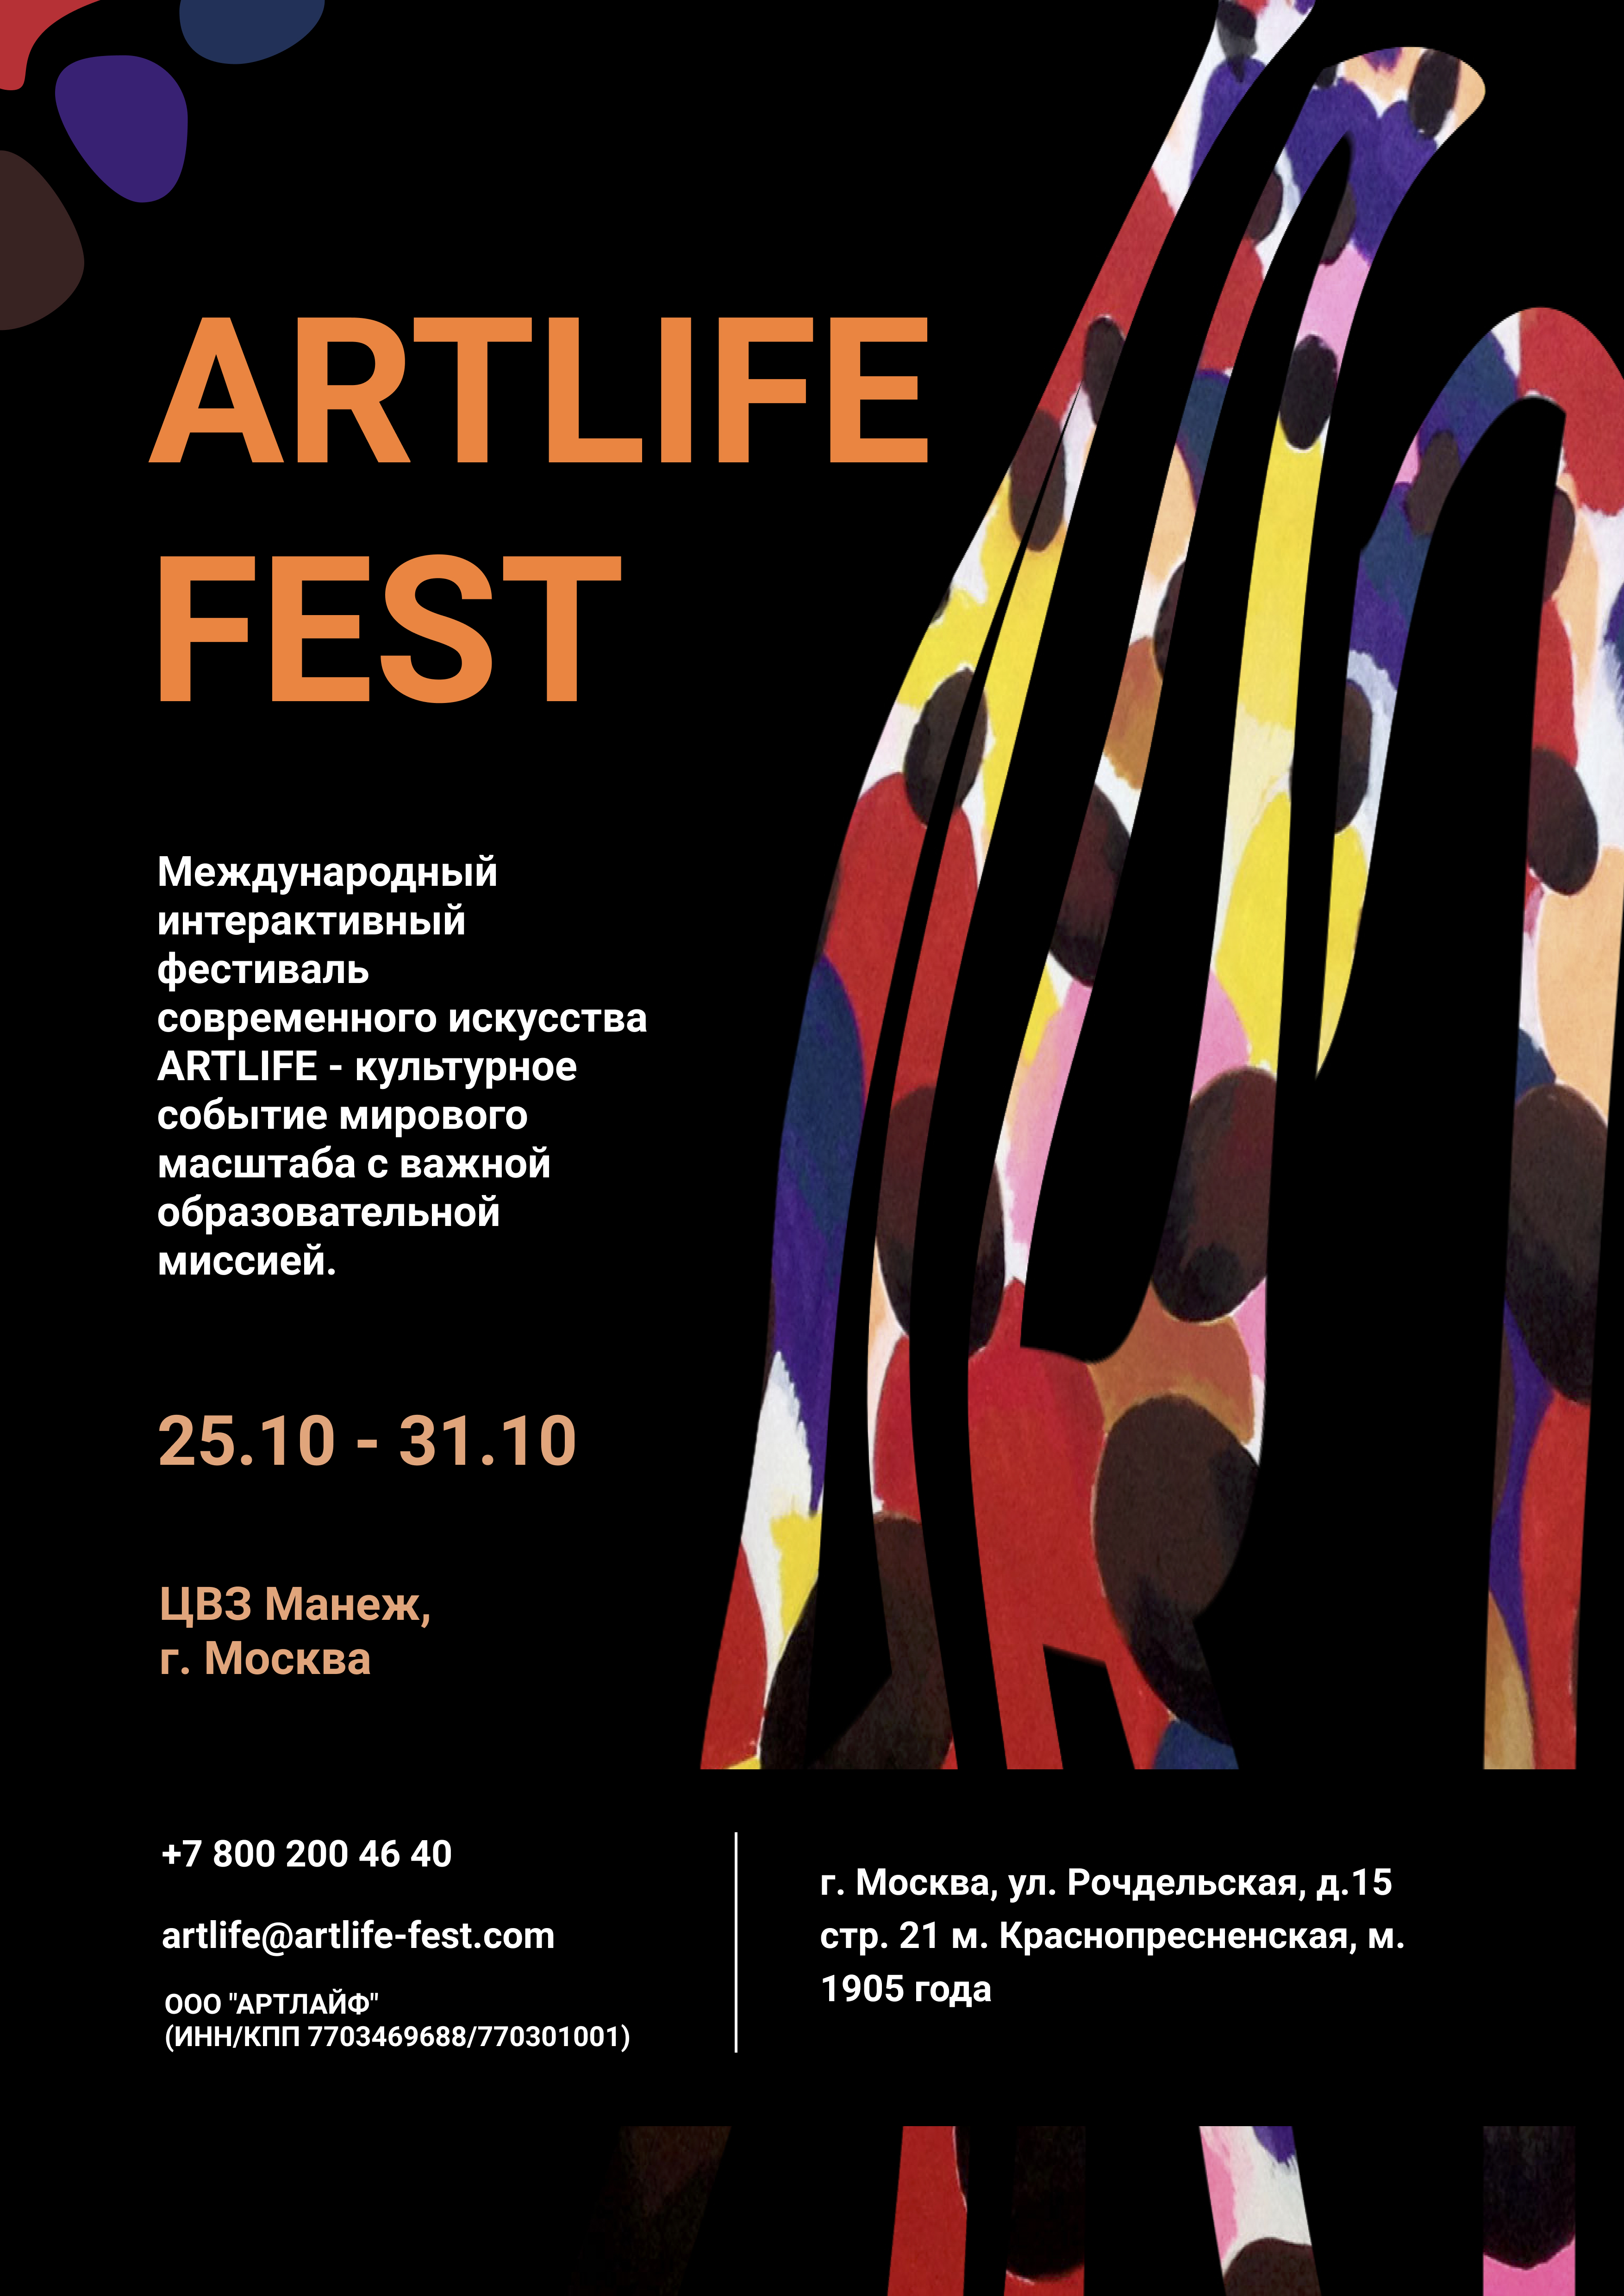 ARTLIFE
FEST
Международный
интерактивный
фестиваль
современного искусства
ARTLIFE - культурное
событие мирового
масштаба с важной
образовательной
миссией.
25.10 - 31.10
ЦВЗ Манеж,
г. Москва
+7 800 200 46 40
artlife@artlife-fest.com
ООО "АРТЛАЙФ"
(ИНН/КПП 7703469688/770301001)
г. Москва, ул. Рочдельская, д.15
стр. 21 м. Краснопресненская, м.
1905 года